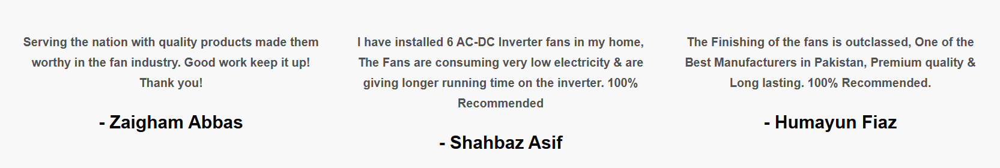 Serving the nation with quality products made them
worthy in the fan industry. Good work keep it up!
Thank you!
- Zaigham Abbas
I have installed 6 AC-DC Inverter fans in my home,
The Fans are consuming very low electricity & are
giving longer running time on the inverter. 100%
Recommended
- Shahbaz Asif
The Finishing of the fans is outclassed, One of the
Best Manufacturers in Pakistan, Premium quality &
Long lasting. 100% Recommended.
- Humayun Fiaz